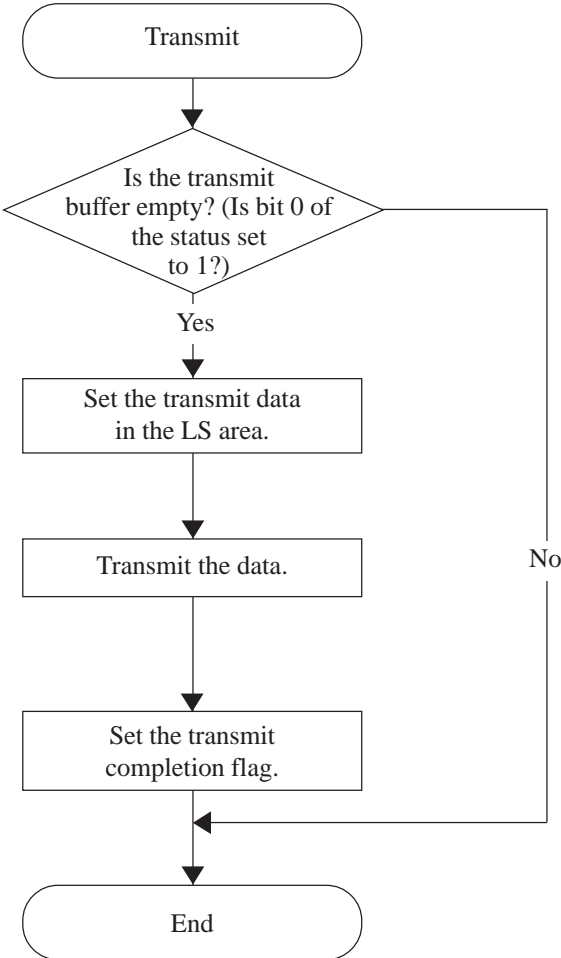 Transmit
Is the transmit
buffer empty? (Is bit 0 of
the status set
to 1?)
Yes
Set the transmit data
in the LS area.
Transmit the data.
No
Set the transmit
completion flag.
End